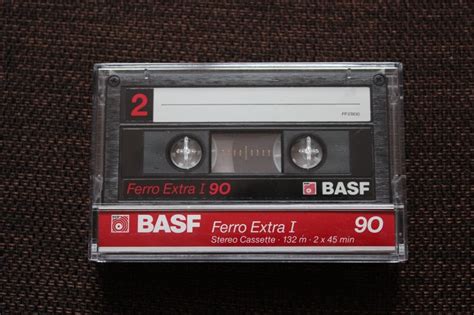 2
Ferro Extra I 90
BASF
BASF Ferro Extra I 90
Stereo Cassette · 132 m · 2 x 45 min